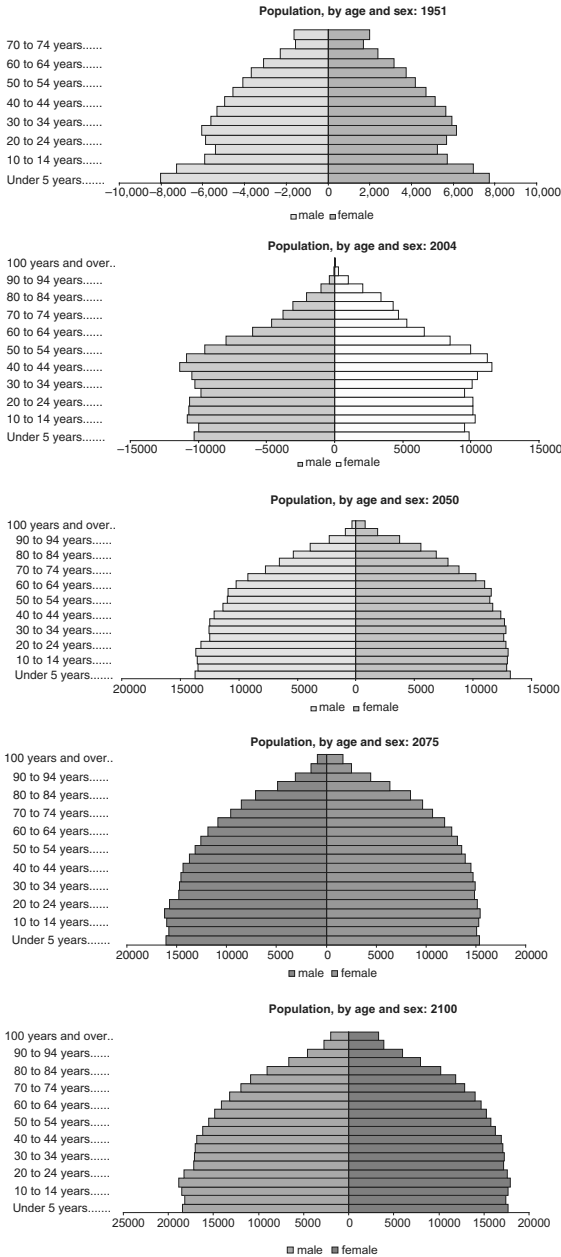 Population, by age and sex: 1951
70 to 74 years......
60 to 64 years......
50 to 54 years......
40 to 44 years......
30 to 34 years......
20 to 24 years......
10 to 14 years......
Under 5 years.......
−10,000 −8,000 −6,000 −4,000 −2,000 0 2,000 4,000 6,000 8,000 10,000
male female
Population, by age and sex: 2004
100 years and over..
90 to 94 years......
80 to 84 years......
70 to 74 years......
60 to 64 years......
50 to 54 years......
40 to 44 years......
30 to 34 years......
20 to 24 years......
10 to 14 years......
Under 5 years.......
−15000 −10000 −5000 0 5000 10000 15000
male female
Population, by age and sex: 2050
100 years and over..
90 to 94 years......
80 to 84 years......
70 to 74 years......
60 to 64 years......
50 to 54 years......
40 to 44 years......
30 to 34 years......
20 to 24 years......
10 to 14 years......
Under 5 years.......
20000 15000 10000 5000 0 5000 10000 15000
male female
Population, by age and sex: 2075
100 years and over..
90 to 94 years......
80 to 84 years......
70 to 74 years......
60 to 64 years......
50 to 54 years......
40 to 44 years......
30 to 34 years......
20 to 24 years......
10 to 14 years......
Under 5 years.......
20000 15000 10000 5000 0 5000 10000 15000 20000
male female
Population, by age and sex: 2100
100 years and over..
90 to 94 years......
80 to 84 years......
70 to 74 years......
60 to 64 years......
50 to 54 years......
40 to 44 years......
30 to 34 years......
20 to 24 years......
10 to 14 years......
Under 5 years.......
25000 20000 15000 10000 5000 0 5000 10000 15000 20000
male female